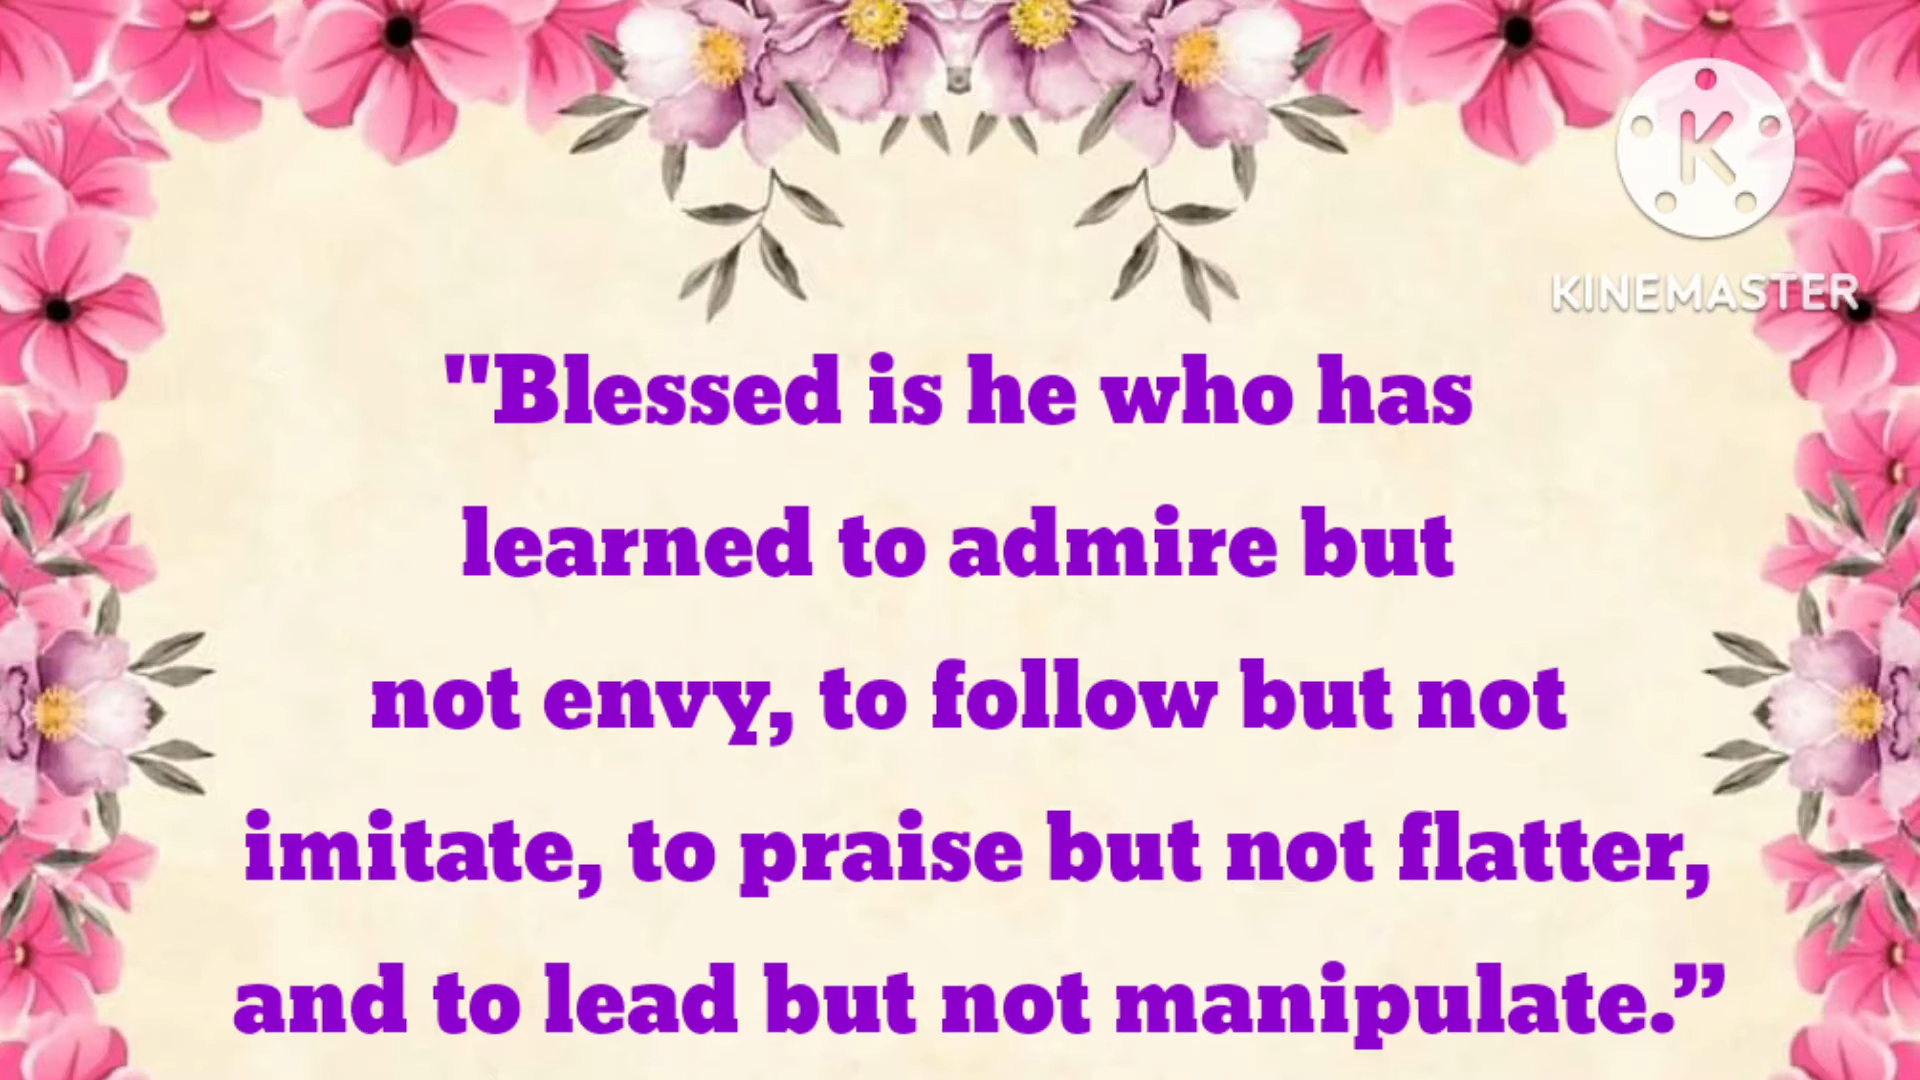 K
KINEMASTER
"Blessed is he who has
learned to admire but
not envy, to follow but not
imitate, to praise but not flatter,
and to lead but not manipulate.”